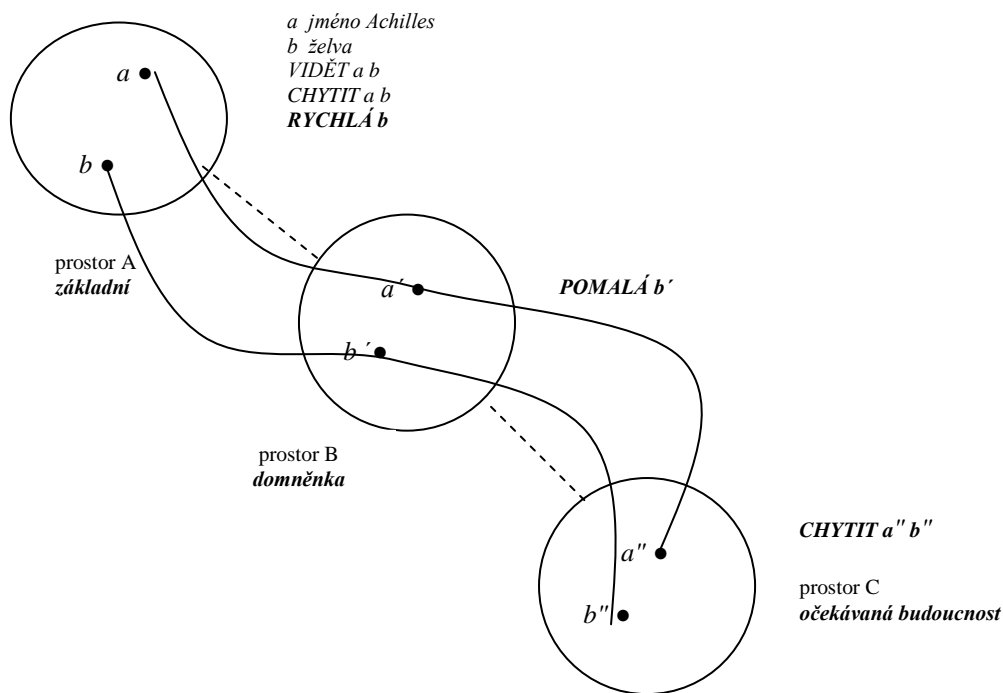 a jméno Achilles
b želva
VIDĚT a b
CHYTIT a b
RYCHLÁ b
a
b
prostor A
základní
a´
POMALÁ b´
b´
prostor B
domněnka
CHYTIT a" b"
a"
prostor C
b"
očekávaná budoucnost